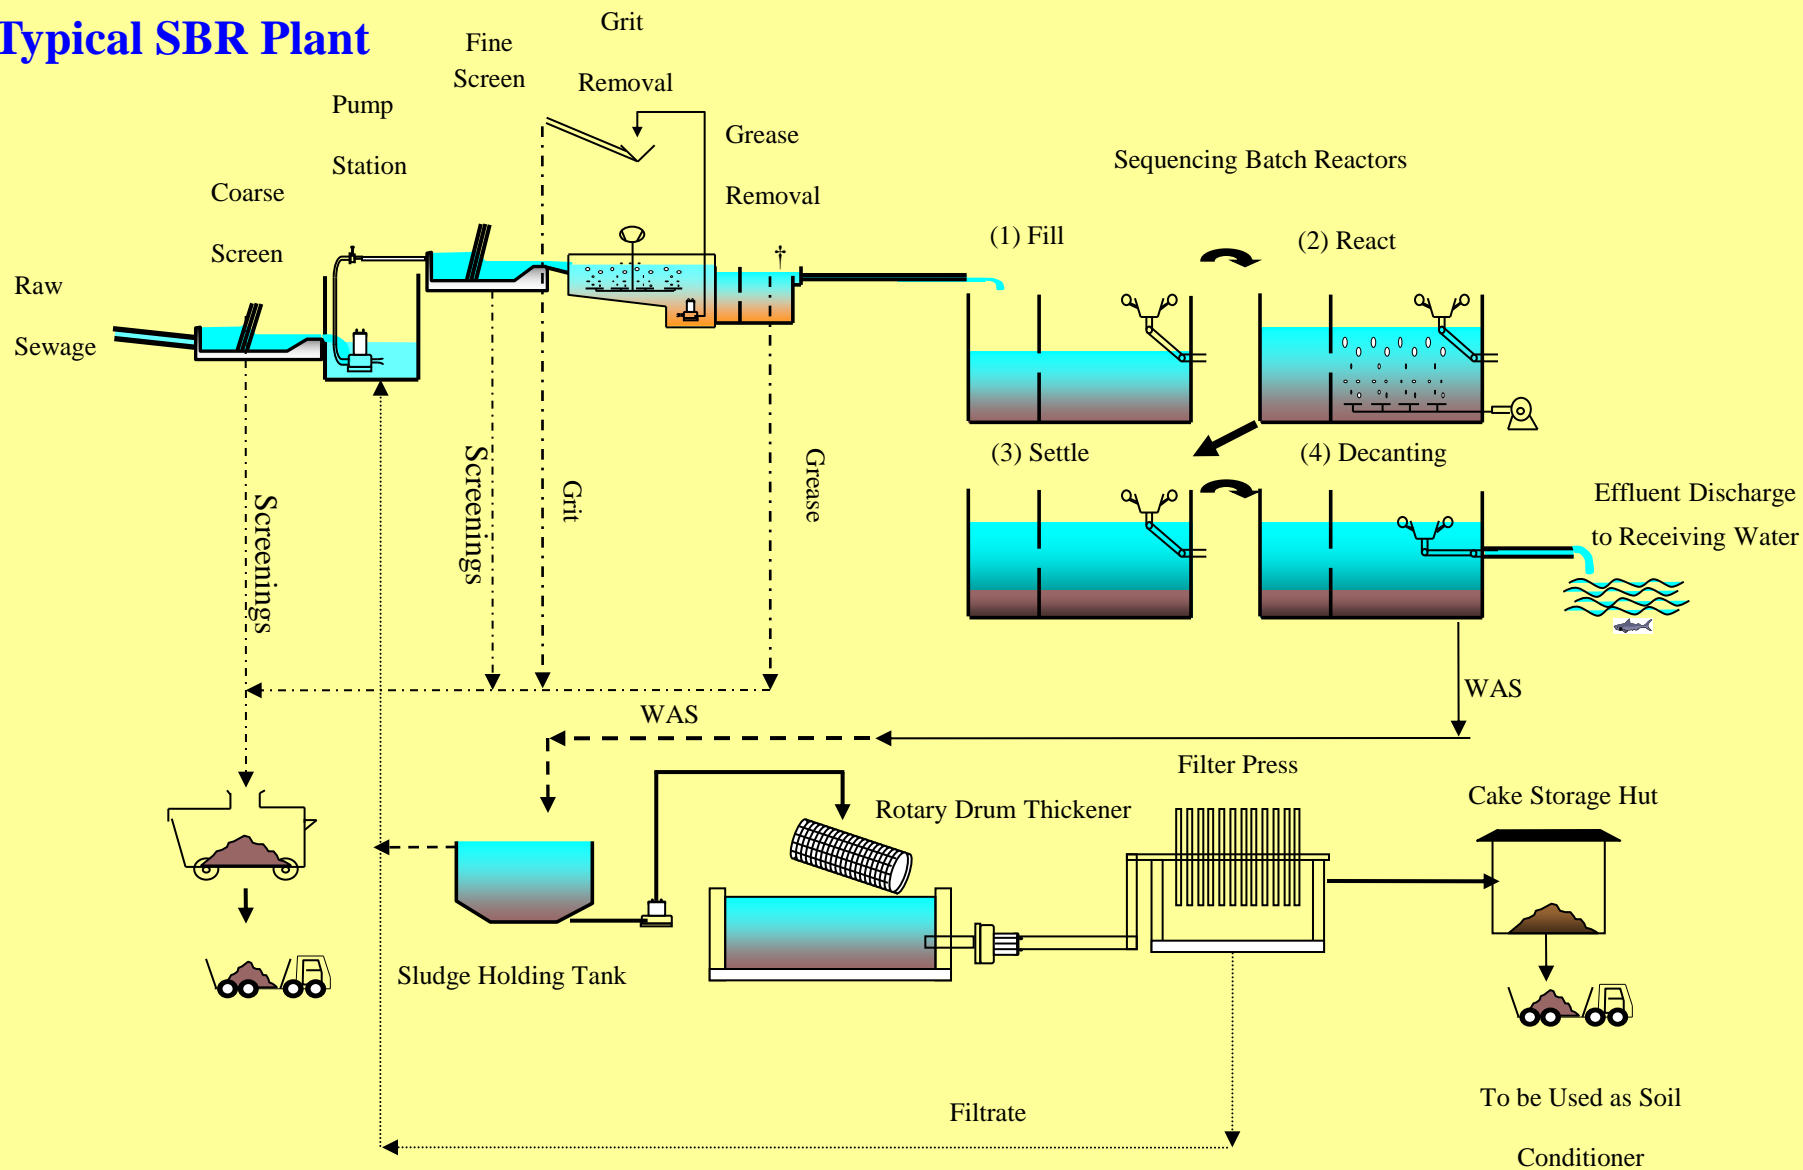 Typical SBR Plant
Grit
Removal
Fine
Screen
Pump
Station
Grease
Removal
Coarse
Screen
Raw
Sewage
†
Sequencing Batch Reactors
(1) Fill
(2) React
(3) Settle
(4) Decanting
Effluent Discharge
to Receiving Water
Screenings
Screenings
Grit
Grease
WAS
WAS
Filter Press
Rotary Drum Thickener
Cake Storage Hut
Sludge Holding Tank
Filtrate
To be Used as Soil
Conditioner